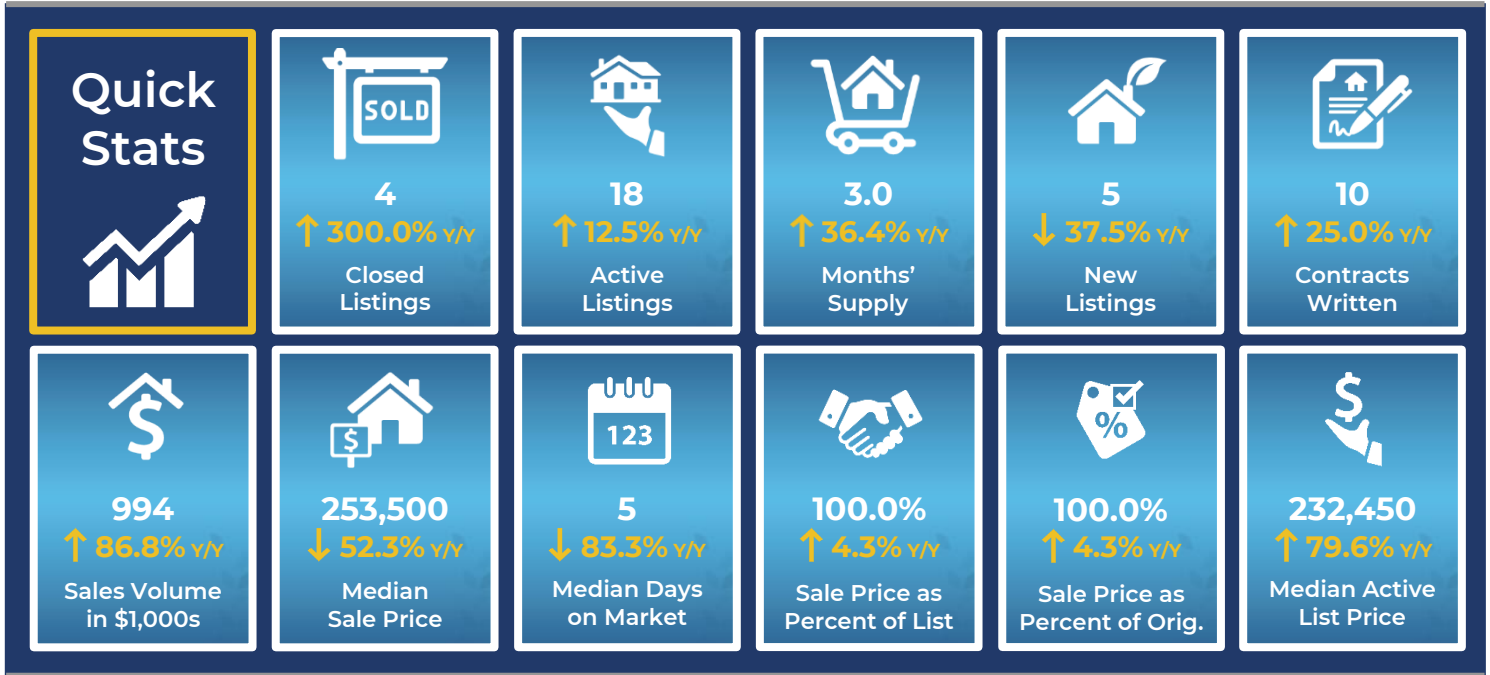 Quick
Stats
SOLD
4
↑ 300.0% Y/Y
Closed
Listings
18
↑ 12.5% Y/Y
Active
Listings
3.0
↑ 36.4% Y/Y
Months’
Supply
5
↓ 37.5% Y/Y
New
Listings
10
↑ 25.0% Y/Y
Contracts
Written
$
994
↑ 86.8% Y/Y
Sales Volume
in $1,000s
$
253,500
↓ 52.3% Y/Y
Median
Sale Price
123
5
↓ 83.3% Y/Y
Median Days
on Market
100.0%
↑ 4.3% Y/Y
Sale Price as
Percent of List
%
100.0%
↑ 4.3% Y/Y
Sale Price as
Percent of Orig.
$
232,450
↑ 79.6% Y/Y
Median Active
List Price